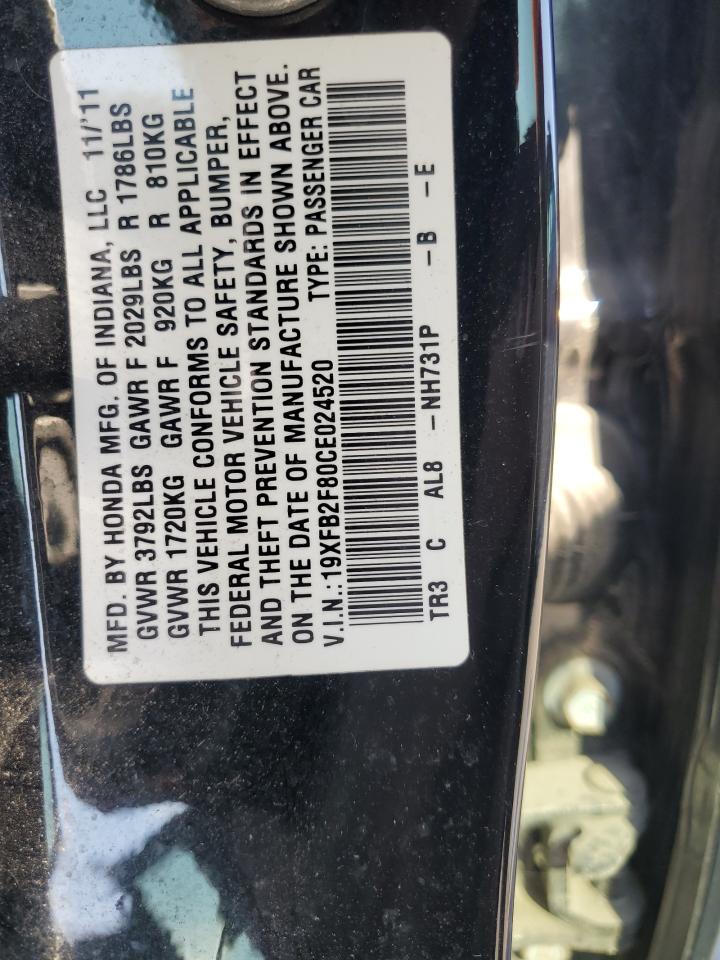 MFD. BY HONDA MFG. OF INDIANA, LLC 11/'11
GVWR 3792LBS GAWR F 2029LBS R 1786LBS
GVWR 1720KG GAWR F 920KG R 810KG
THIS VEHICLE CONFORMS TO ALL APPLICABLE
FEDERAL MOTOR VEHICLE SAFETY, BUMPER,
AND THEFT PREVENTION STANDARDS IN EFFECT
ON THE DATE OF MANUFACTURE SHOWN ABOVE.
V.I.N.:19XFB2F80CE024520 TYPE: PASSENGER CAR
TR3 C AL8 -NH731P -B -E